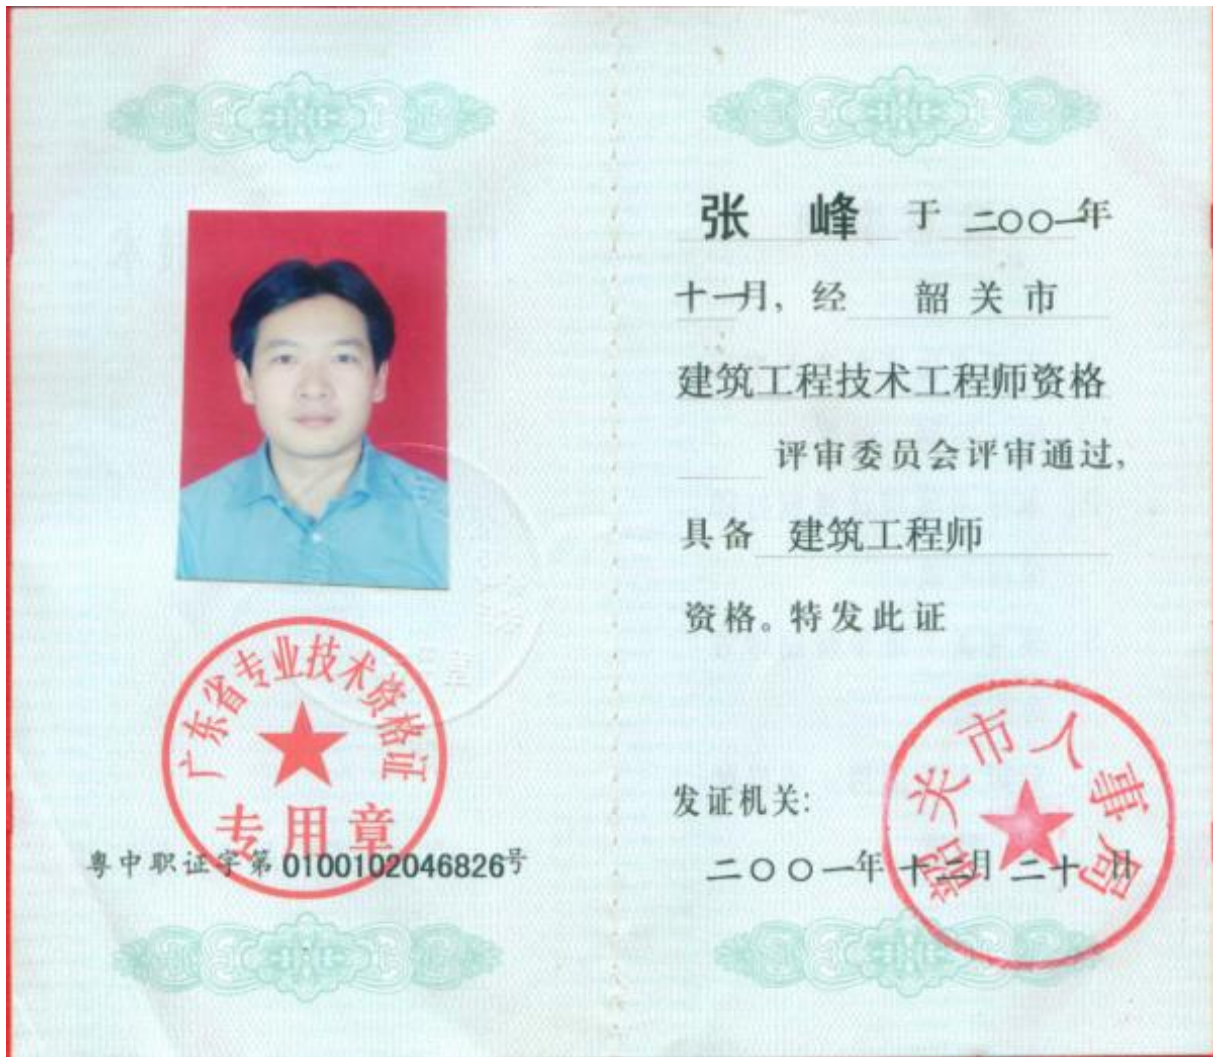 广东省专业技术资格证
专用章
粤中职证字第0100102046826号
张 峰 于 二〇〇一年
十一月, 经 韶关市
建筑工程技术工程师资格
评审委员会评审通过,
具备 建筑工程师
资格。特发此证
发证机关:
韶关市人事局
二〇〇一年 十二月 二十 日